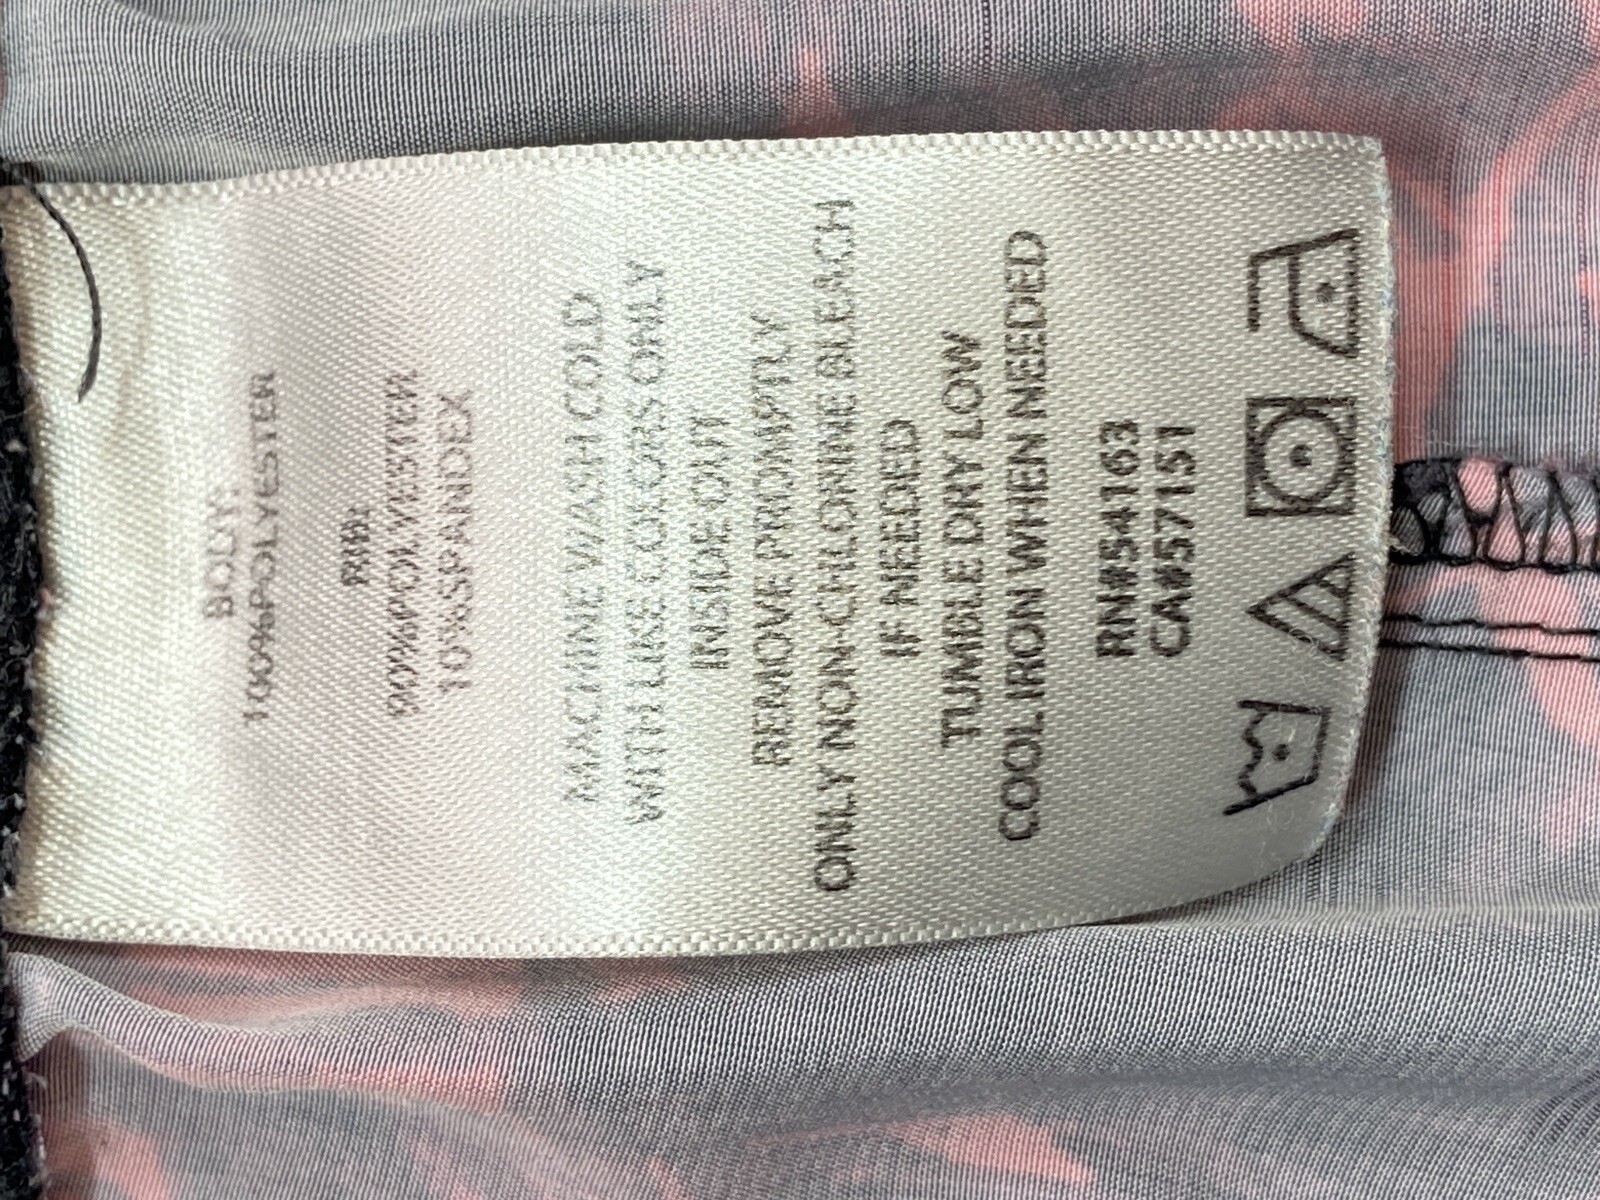 BODY:
100%POLYESTER
RIB:
90%POLYESTER
10%SPANDEX
MACHINE WASH COLD
WITH LIKE COLORS ONLY
INSIDE OUT
REMOVE PROMPTLY
ONLY NON-CHLORINE BLEACH
IF NEEDED
TUMBLE DRY LOW
COOL IRON WHEN NEEDED
RN#54163
CA#57151